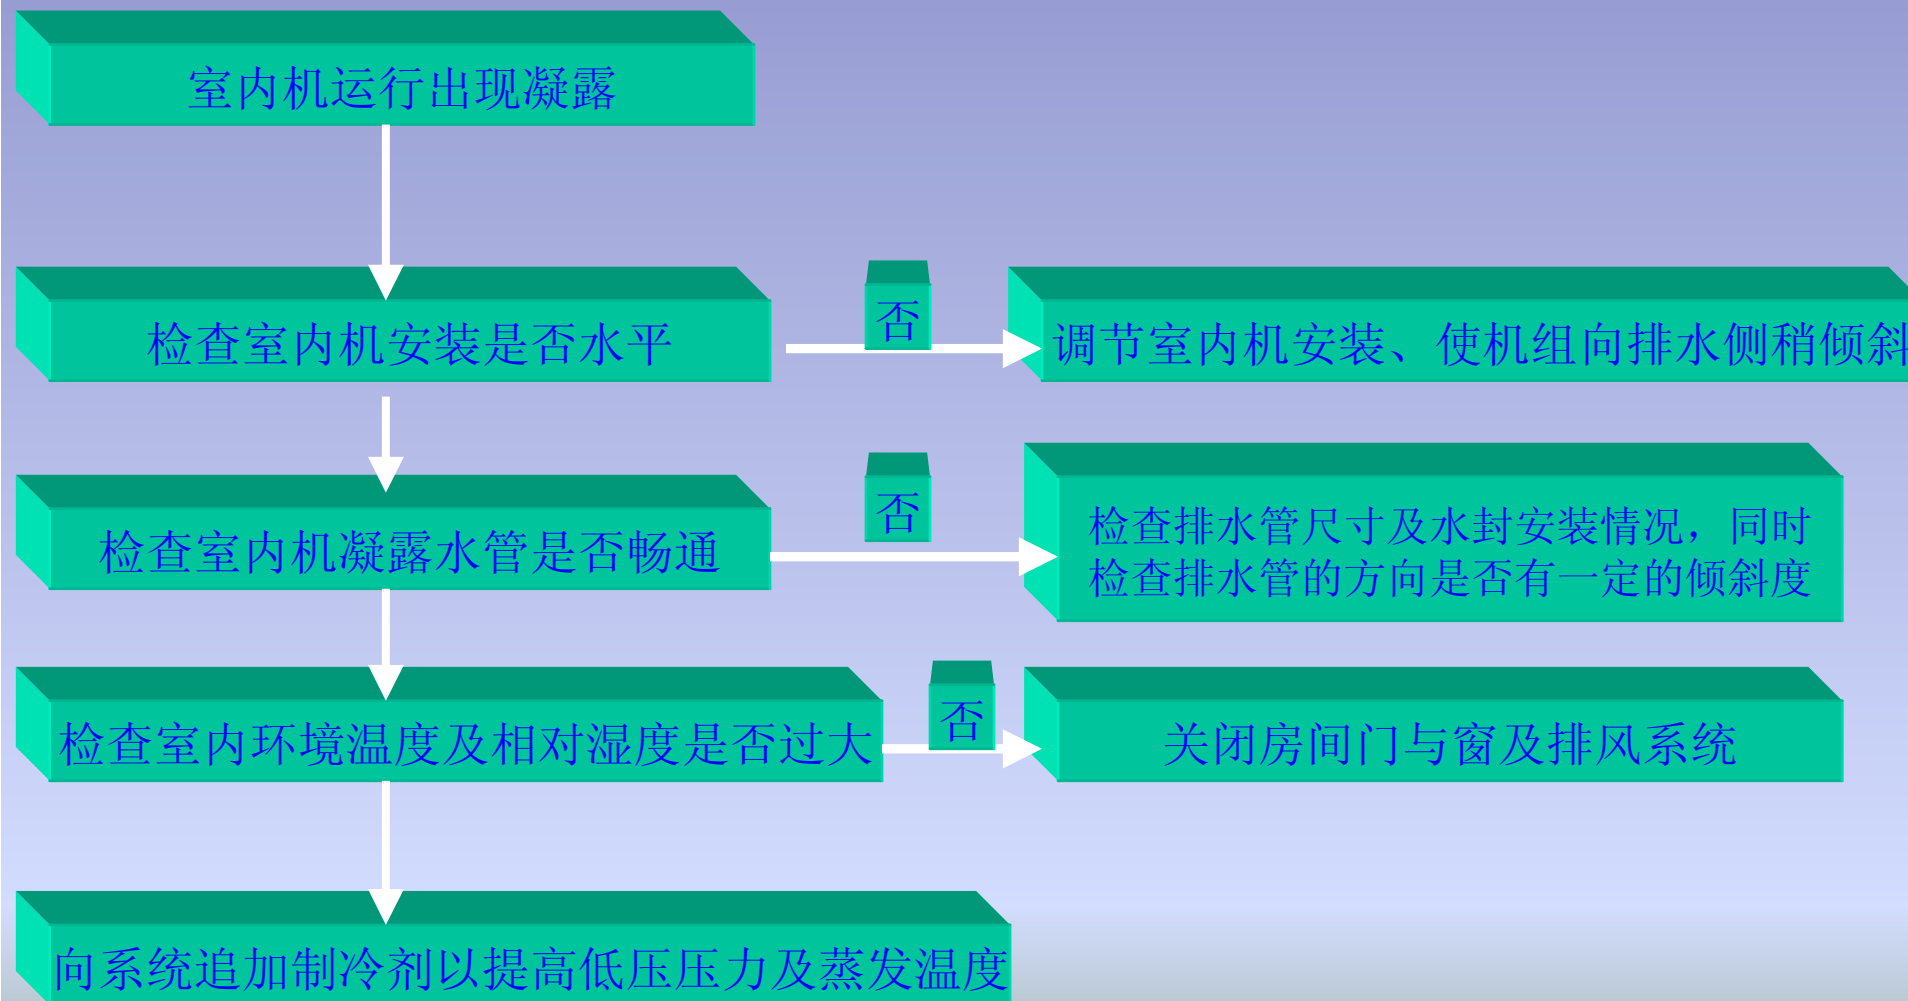 室内机运行出现凝露
检查室内机安装是否水平
否
调节室内机安装、使机组向排水侧稍倾斜
检查室内机凝露水管是否畅通
否
检查排水管尺寸及水封安装情况，同时
检查排水管的方向是否有一定的倾斜度
检查室内环境温度及相对湿度是否过大
否
关闭房间门与窗及排风系统
向系统追加制冷剂以提高低压压力及蒸发温度